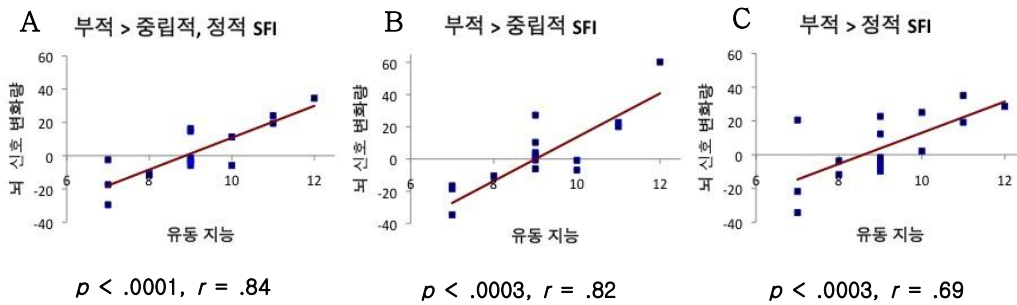 A
부적 > 중립적, 정적 SFI
뇌 신호 변화량
60
40
20
0
-20
-40
6
8
10
12
유동 지능
p < .0001, r = .84
B
부적 > 중립적 SFI
뇌 신호 변화량
60
40
20
0
-20
-40
6
8
10
12
유동 지능
p < .0003, r = .82
C
부적 > 정적 SFI
뇌 신호 변화량
60
40
20
0
-20
-40
6
8
10
12
유동 지능
p < .0003, r = .69